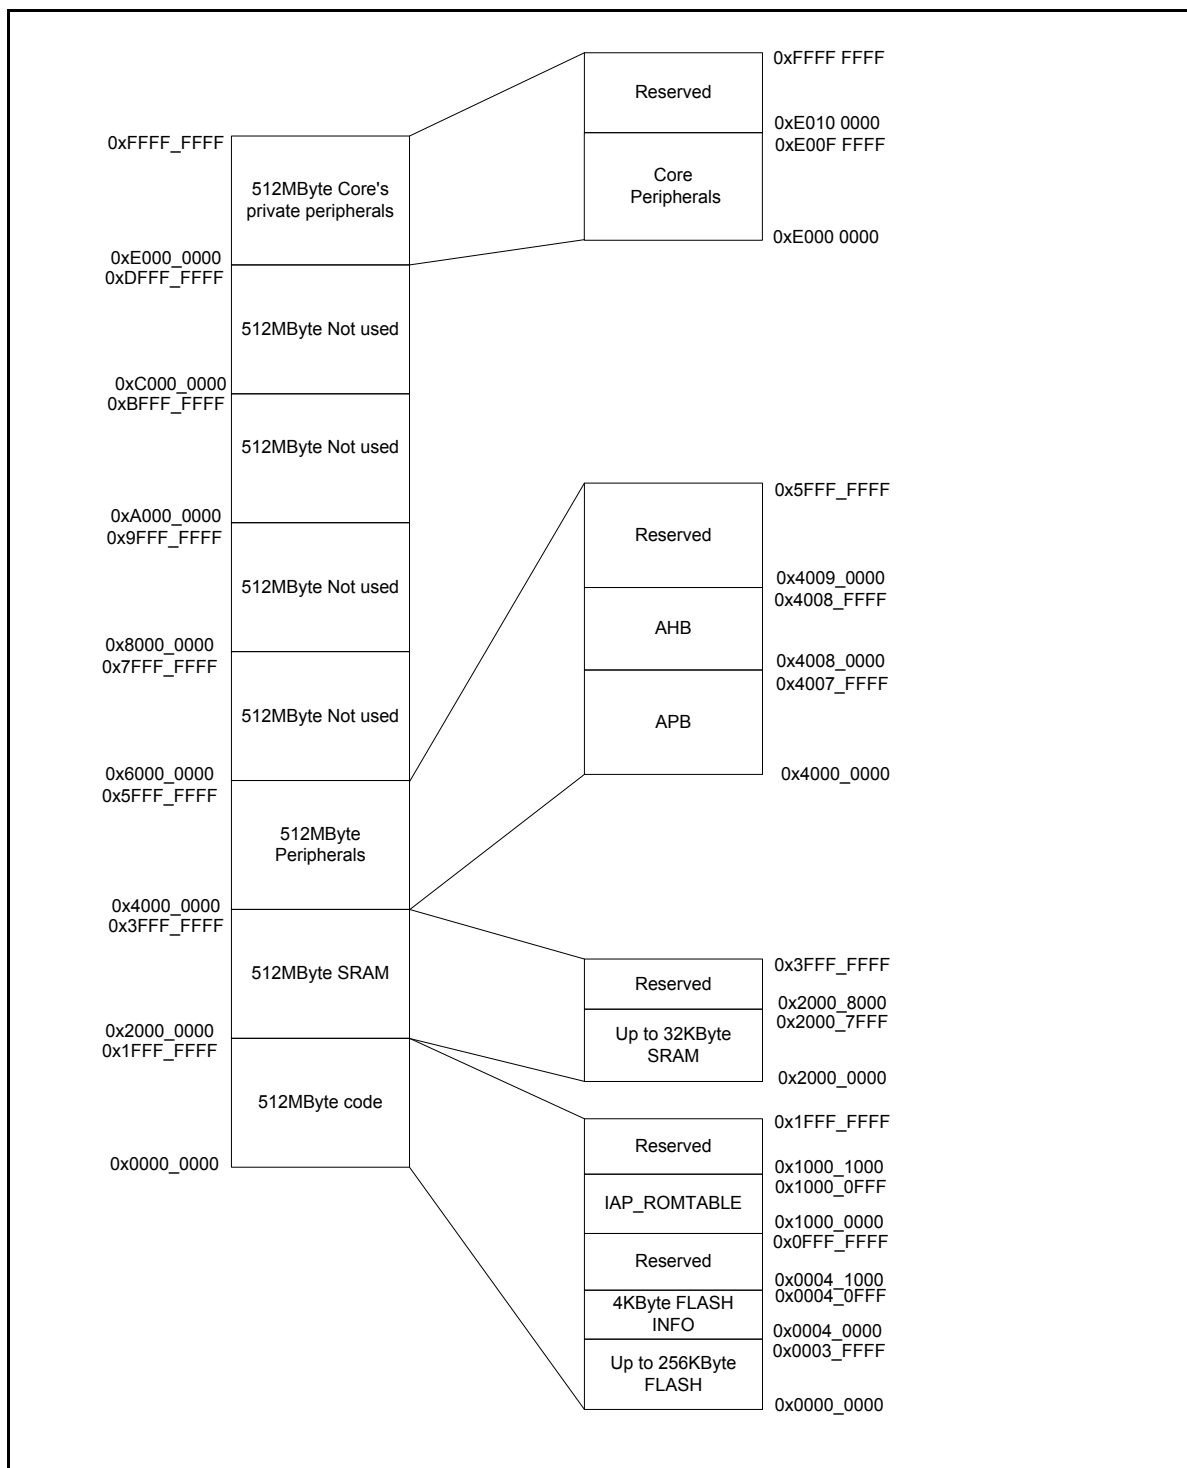 0xFFFF FFFF
Reserved
0xE010 0000
0xE00F FFFF
Core
Peripherals
0xE000 0000
0xFFFF_FFFF
512MByte Core's
private peripherals
0xE000_0000
0xDFFF_FFFF
512MByte Not used
0xC000_0000
0xBFFF_FFFF
512MByte Not used
0xA000_0000
0x9FFF_FFFF
512MByte Not used
0x8000_0000
0x7FFF_FFFF
512MByte Not used
0x6000_0000
0x5FFF_FFFF
512MByte
Peripherals
0x4000_0000
0x3FFF_FFFF
512MByte SRAM
0x2000_0000
0x1FFF_FFFF
512MByte code
0x0000_0000
0x5FFF_FFFF
Reserved
0x4009_0000
0x4008_FFFF
AHB
0x4008_0000
0x4007_FFFF
APB
0x4000_0000
0x3FFF_FFFF
Reserved
0x2000_8000
0x2000_7FFF
Up to 32KByte
SRAM
0x2000_0000
0x1FFF_FFFF
Reserved
0x1000_1000
0x1000_0FFF
IAP_ROMTABLE
0x1000_0000
0x0FFF_FFFF
Reserved
0x0004_1000
0x0004_0FFF
4KByte FLASH
INFO
0x0004_0000
0x0003_FFFF
Up to 256KByte
FLASH
0x0000_0000